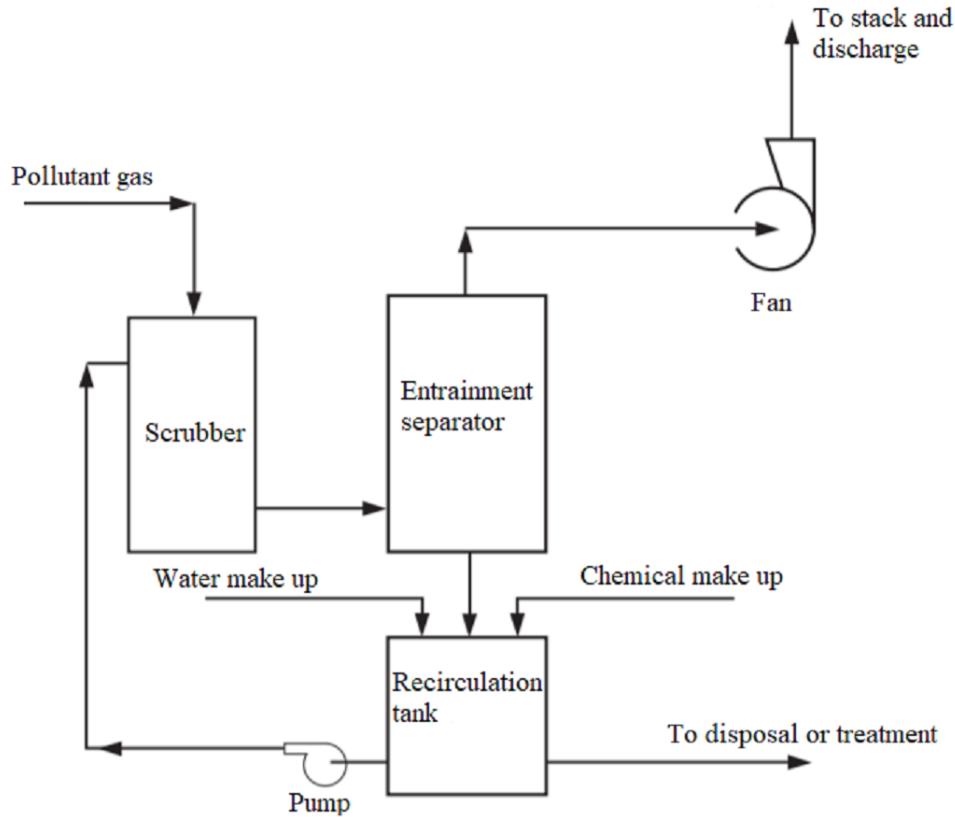 To stack and
discharge
Pollutant gas
Fan
Entrainment
separator
Scrubber
Water make up
Chemical make up
Recirculation
tank
To disposal or treatment
Pump